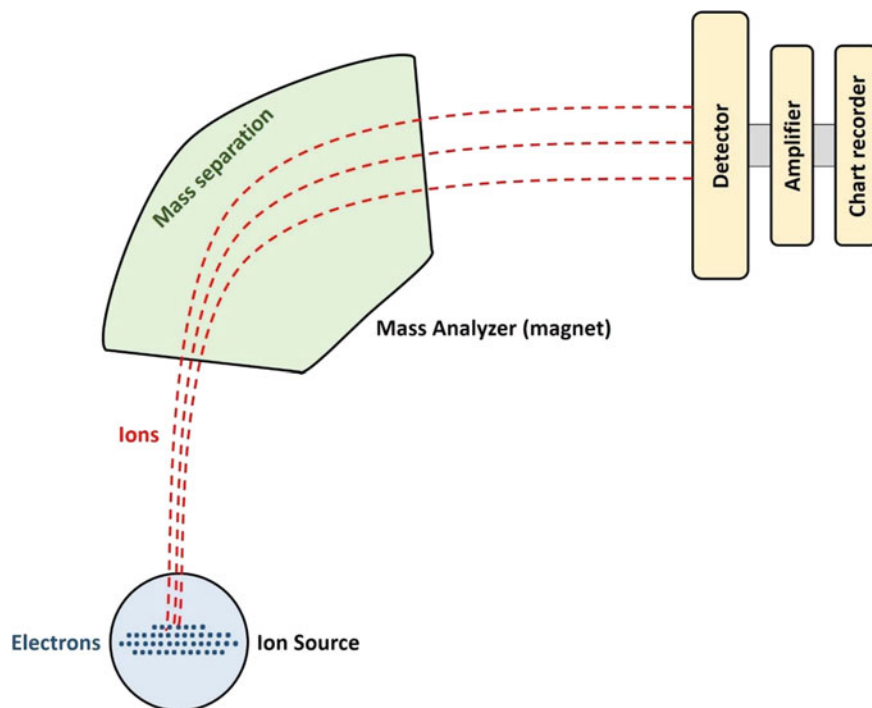 Mass separation
Detector
Amplifier
Chart recorder
Mass Analyzer (magnet)
Ions
Electrons
Ion Source